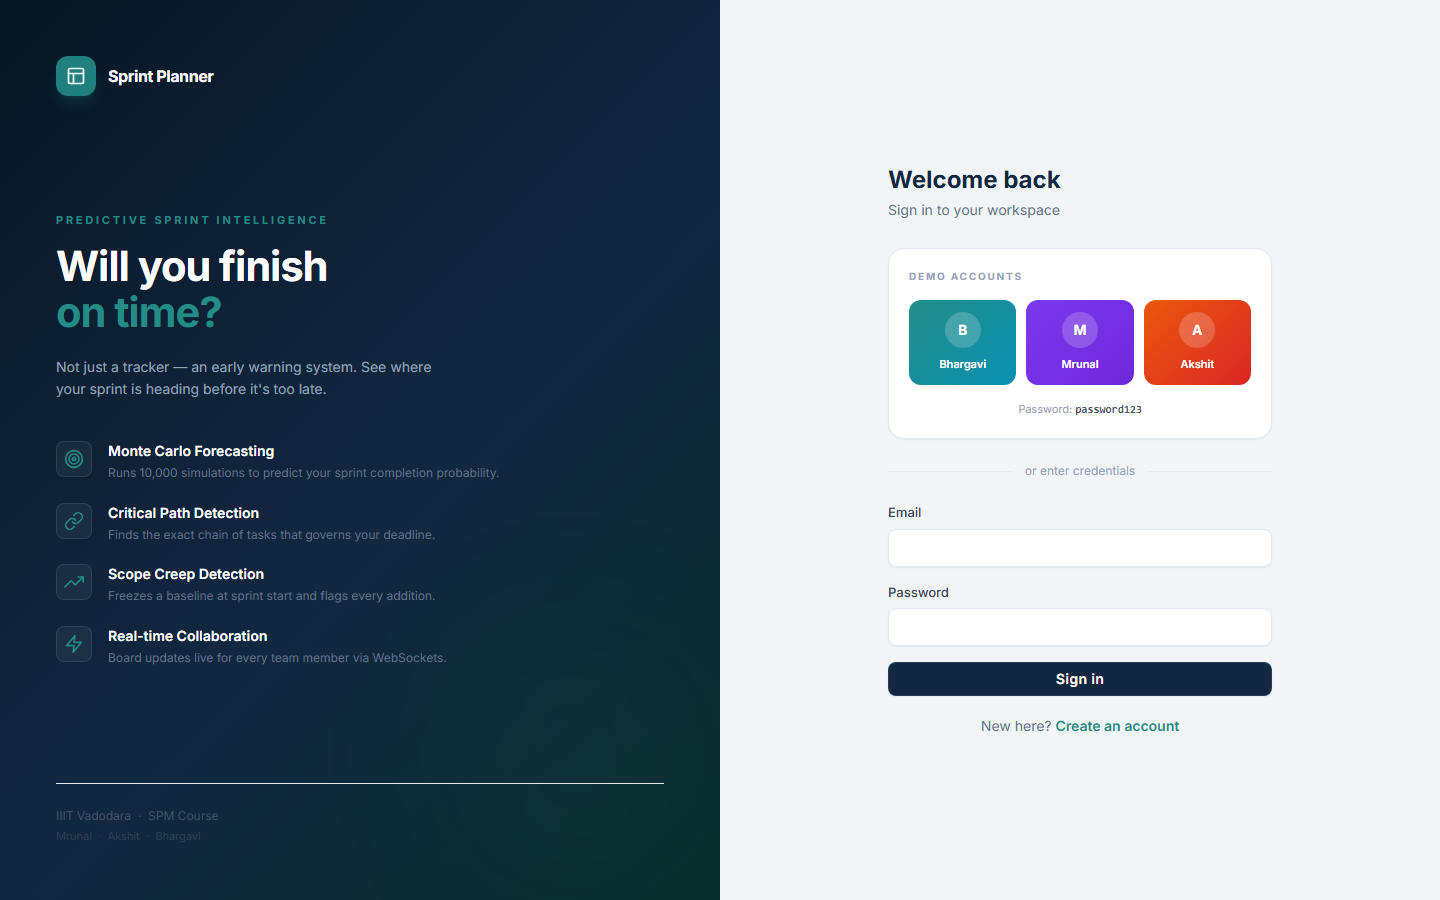 Sprint Planner
PREDICTIVE SPRINT INTELLIGENCE
Will you finish
on time?
Not just a tracker — an early warning system. See where
your sprint is heading before it's too late.
Monte Carlo Forecasting
Runs 10,000 simulations to predict your sprint completion probability.
Critical Path Detection
Finds the exact chain of tasks that governs your deadline.
Scope Creep Detection
Freezes a baseline at sprint start and flags every addition.
Real-time Collaboration
Board updates live for every team member via WebSockets.
IIIT Vadodara · SPM Course
Mrunal · Akshit · Bhargavi
Welcome back
Sign in to your workspace
DEMO ACCOUNTS
B M A
Bhargavi Mrunal Akshit
Password: password123
or enter credentials
Email
Password
Sign in
New here? Create an account